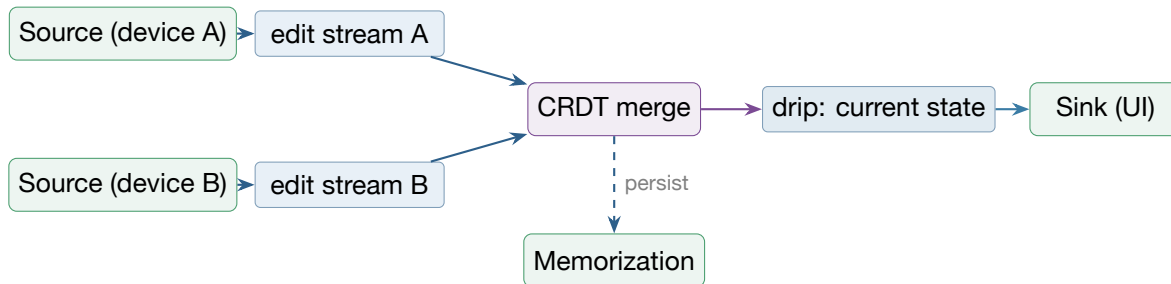 Source (device A)
edit stream A
CRDT merge
drip: current state
Sink (UI)
Source (device B)
edit stream B
persist
Memorization